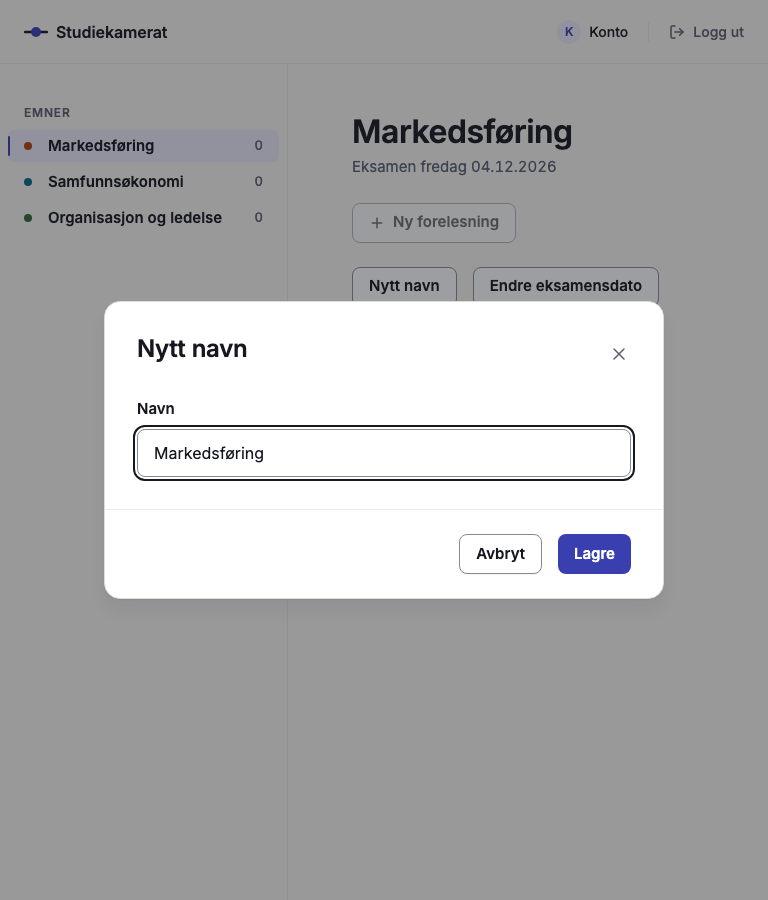 Studiekamerat
K Konto
Logg ut
EMNER
Markedsføring 0
Samfunnsøkonomi 0
Organisasjon og ledelse 0
Markedsføring
Eksamen fredag 04.12.2026
+ Ny forelesning
Nytt navn
Endre eksamensdato
Nytt navn
Navn
Markedsføring
Avbryt
Lagre